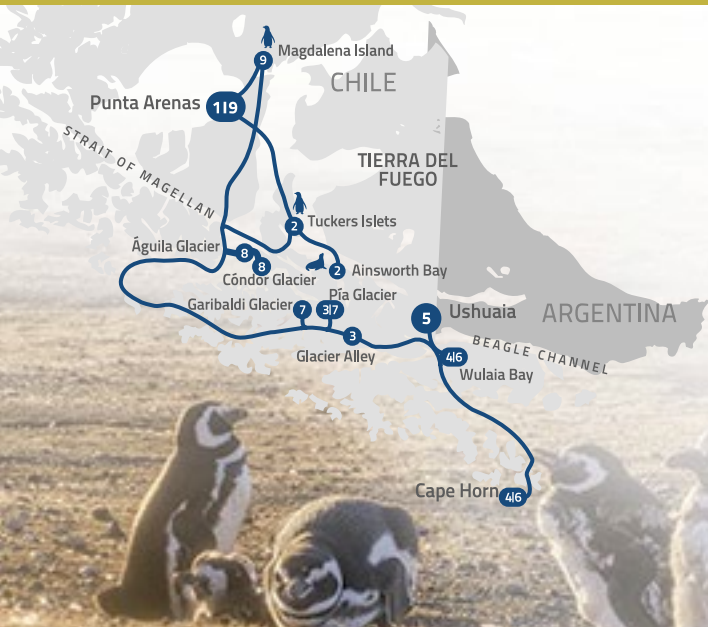 Magdalena Island
9
CHILE
Punta Arenas
1|9
STRAIT OF MAGELLAN
TIERRA DEL
FUEGO
2
Tuckers Islets
Águila Glacier
8
8
Cóndor Glacier
2
Ainsworth Bay
Garibaldi Glacier
7
Pía Glacier
3|7
5
Ushuaia
ARGENTINA
3
Glacier Alley
BEAGLE CHANNEL
4|6
Wulaia Bay
Cape Horn
4|6